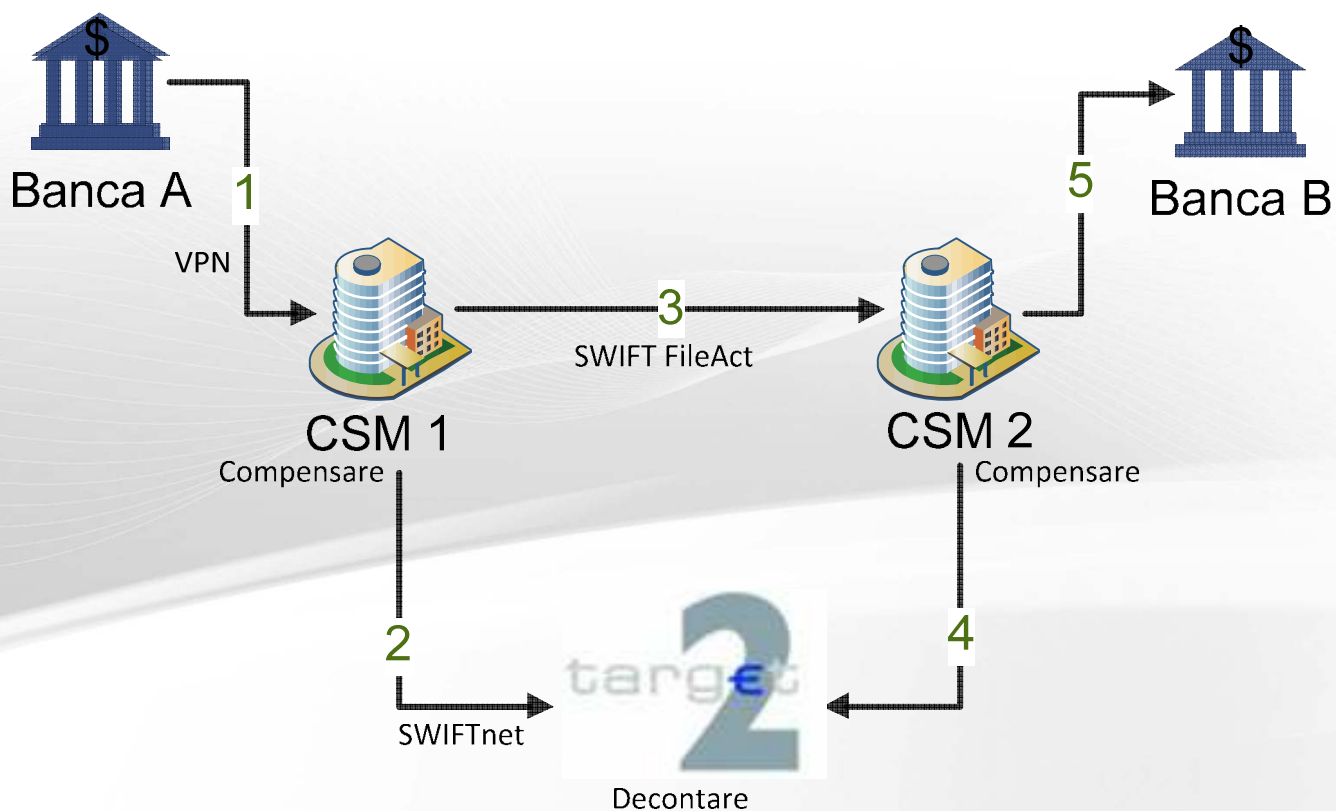 $
$
Banca A
1
5
Banca B
VPN
3
SWIFT FileAct
CSM 1
Compensare
CSM 2
Compensare
2
4
target
2
SWIFTnet
Decontare